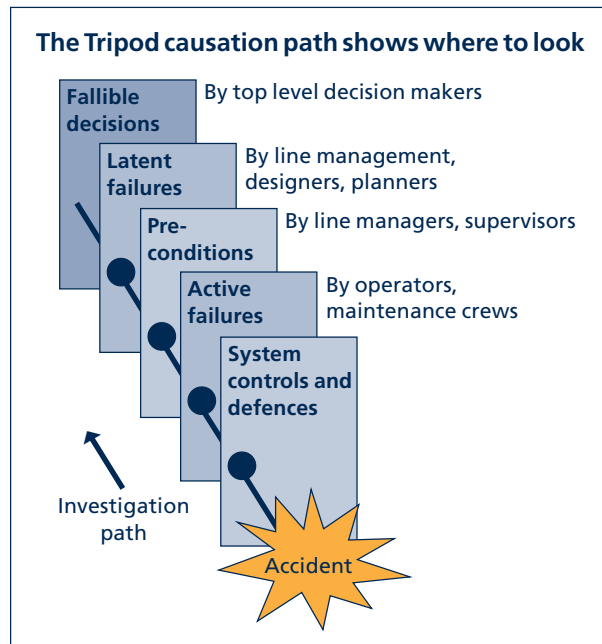 The Tripod causation path shows where to look
Fallible
decisions
By top level decision makers
Latent
failures
By line management,
designers, planners
Pre-
conditions
By line managers, supervisors
Active
failures
By operators,
maintenance crews
System
controls and
defences
Investigation
path
Accident